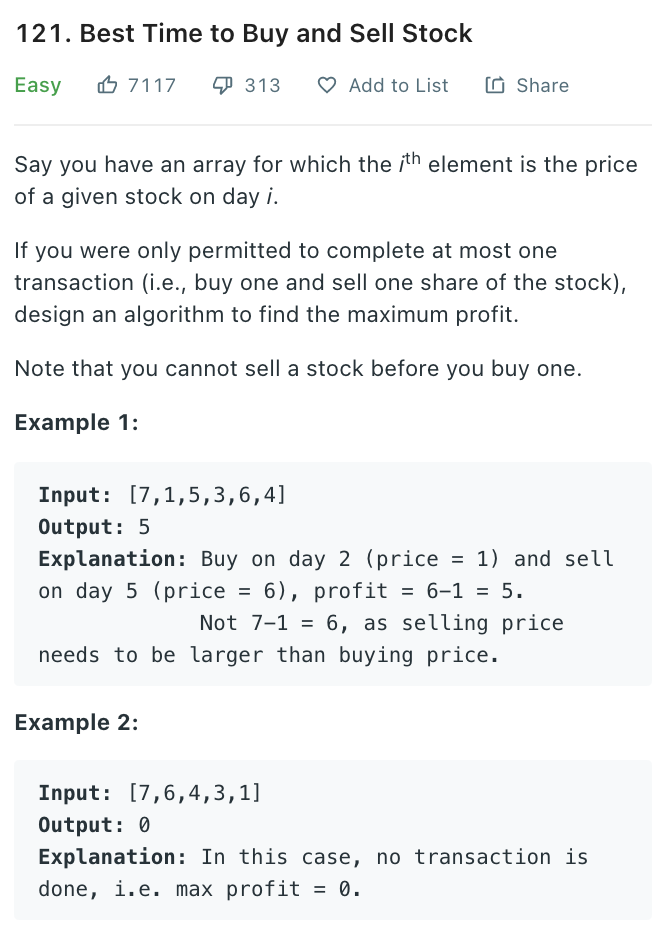 121. Best Time to Buy and Sell Stock
Easy 7117 313 Add to List Share
Say you have an array for which the ith element is the price
of a given stock on day i.
If you were only permitted to complete at most one
transaction (i.e., buy one and sell one share of the stock),
design an algorithm to find the maximum profit.
Note that you cannot sell a stock before you buy one.
Example 1:
Input: [7,1,5,3,6,4]
Output: 5
Explanation: Buy on day 2 (price = 1) and sell
on day 5 (price = 6), profit = 6-1 = 5.
Not 7-1 = 6, as selling price
needs to be larger than buying price.
Example 2:
Input: [7,6,4,3,1]
Output: 0
Explanation: In this case, no transaction is
done, i.e. max profit = 0.